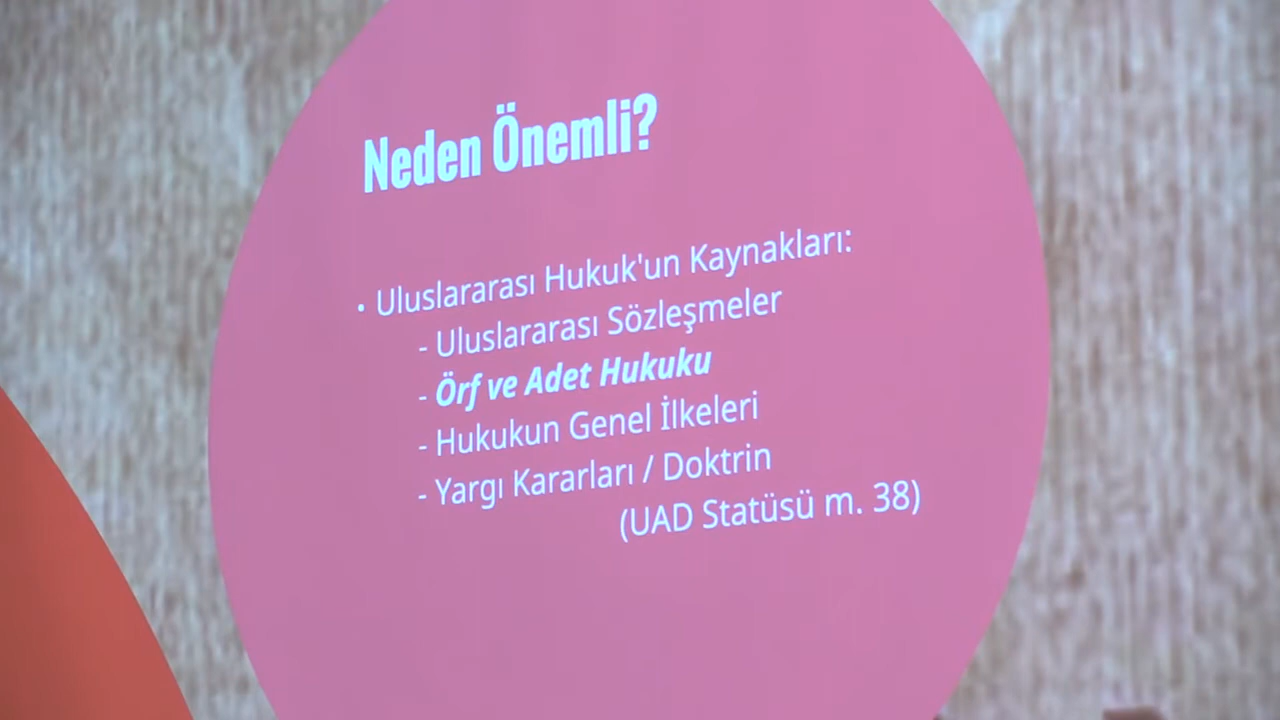 Neden Önemli?
• Uluslararası Hukuk'un Kaynakları:
- Uluslararası Sözleşmeler
- Örf ve Adet Hukuku
- Hukukun Genel İlkeleri
- Yargı Kararları / Doktrin
(UAD Statüsü m. 38)